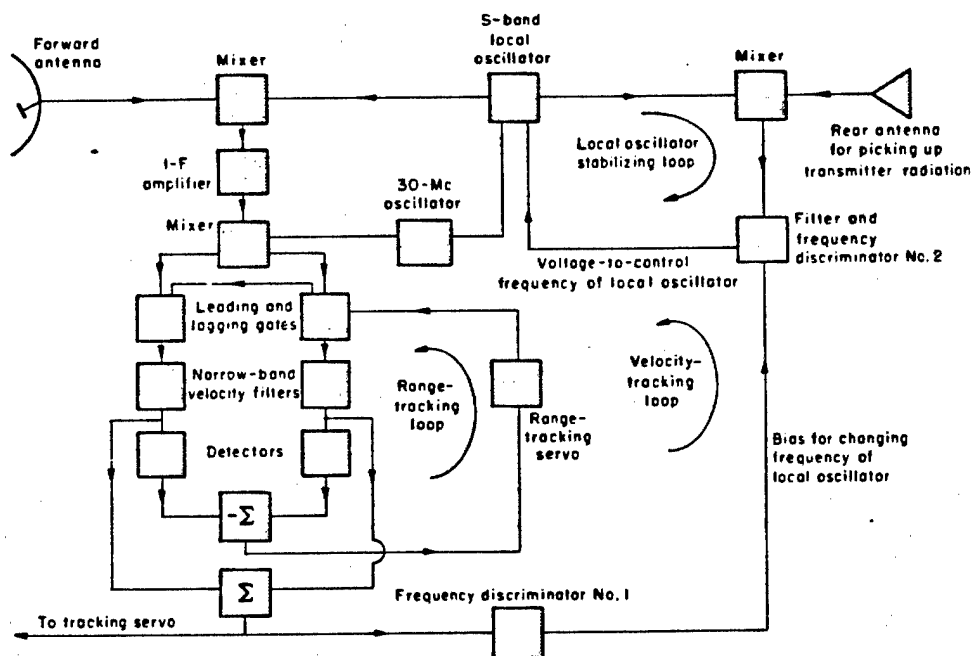 Forward
antenna
Mixer
S-band
local
oscillator
Mixer
Rear antenna
for picking up
transmitter radiation
Local oscillator
stabilizing loop
I-F
amplifier
30-Mc
oscillator
Mixer
Filter and
frequency
discriminator No. 2
Voltage-to-control
frequency of local oscillator
Leading and
lagging gates
Narrow-band
velocity filters
Range-
tracking
loop
Velocity-
tracking
loop
Range-
tracking
servo
Detectors
Bias for changing
frequency of
local oscillator
-Σ
Σ
Frequency discriminator No. 1
To tracking servo